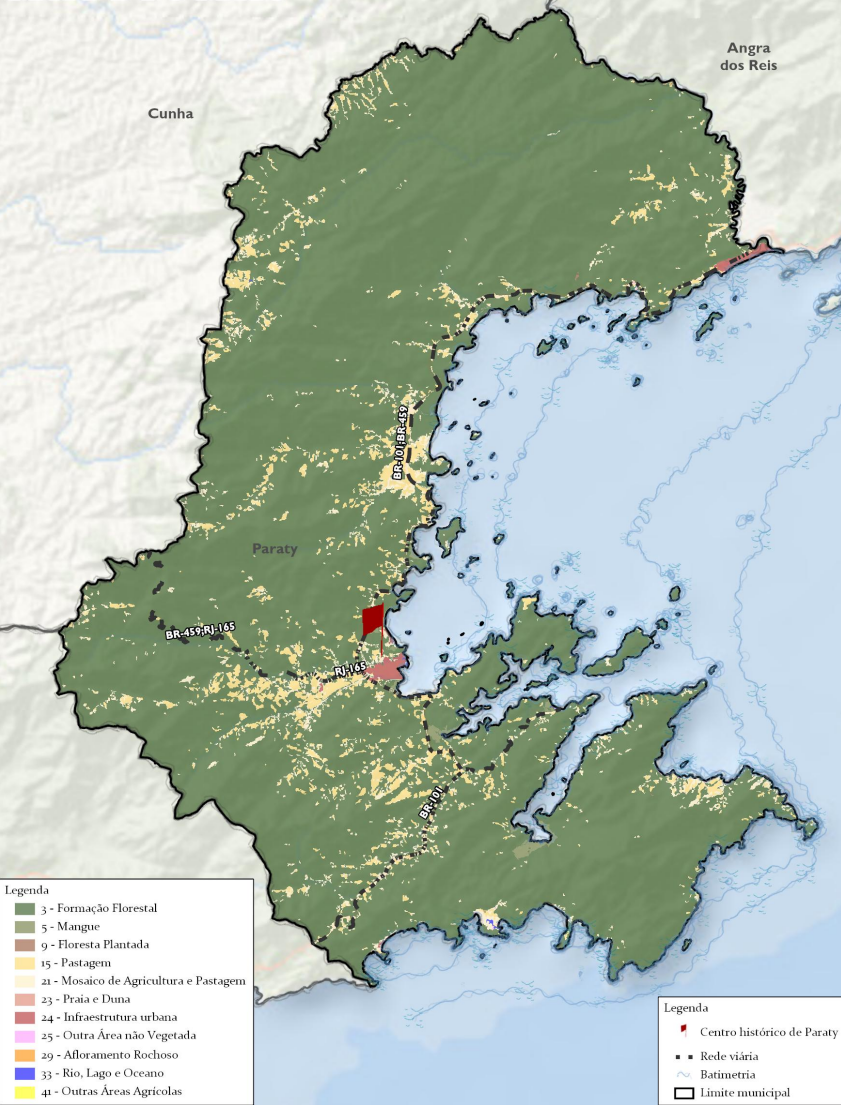 Angra
dos Reis
Cunha
BR-101;BR-459
Paraty
BR-459;RJ-165
RJ-165
BR-101
Legenda
3 - Formação Florestal
5 - Mangue
9 - Floresta Plantada
15 - Pastagem
21 - Mosaico de Agricultura e Pastagem
23 - Praia e Duna
24 - Infraestrutura urbana
25 - Outra Área não Vegetada
29 - Afloramento Rochoso
33 - Rio, Lago e Oceano
41 - Outras Áreas Agrícolas
Legenda
Centro histórico de Paraty
Rede viária
Batimetria
Limite municipal